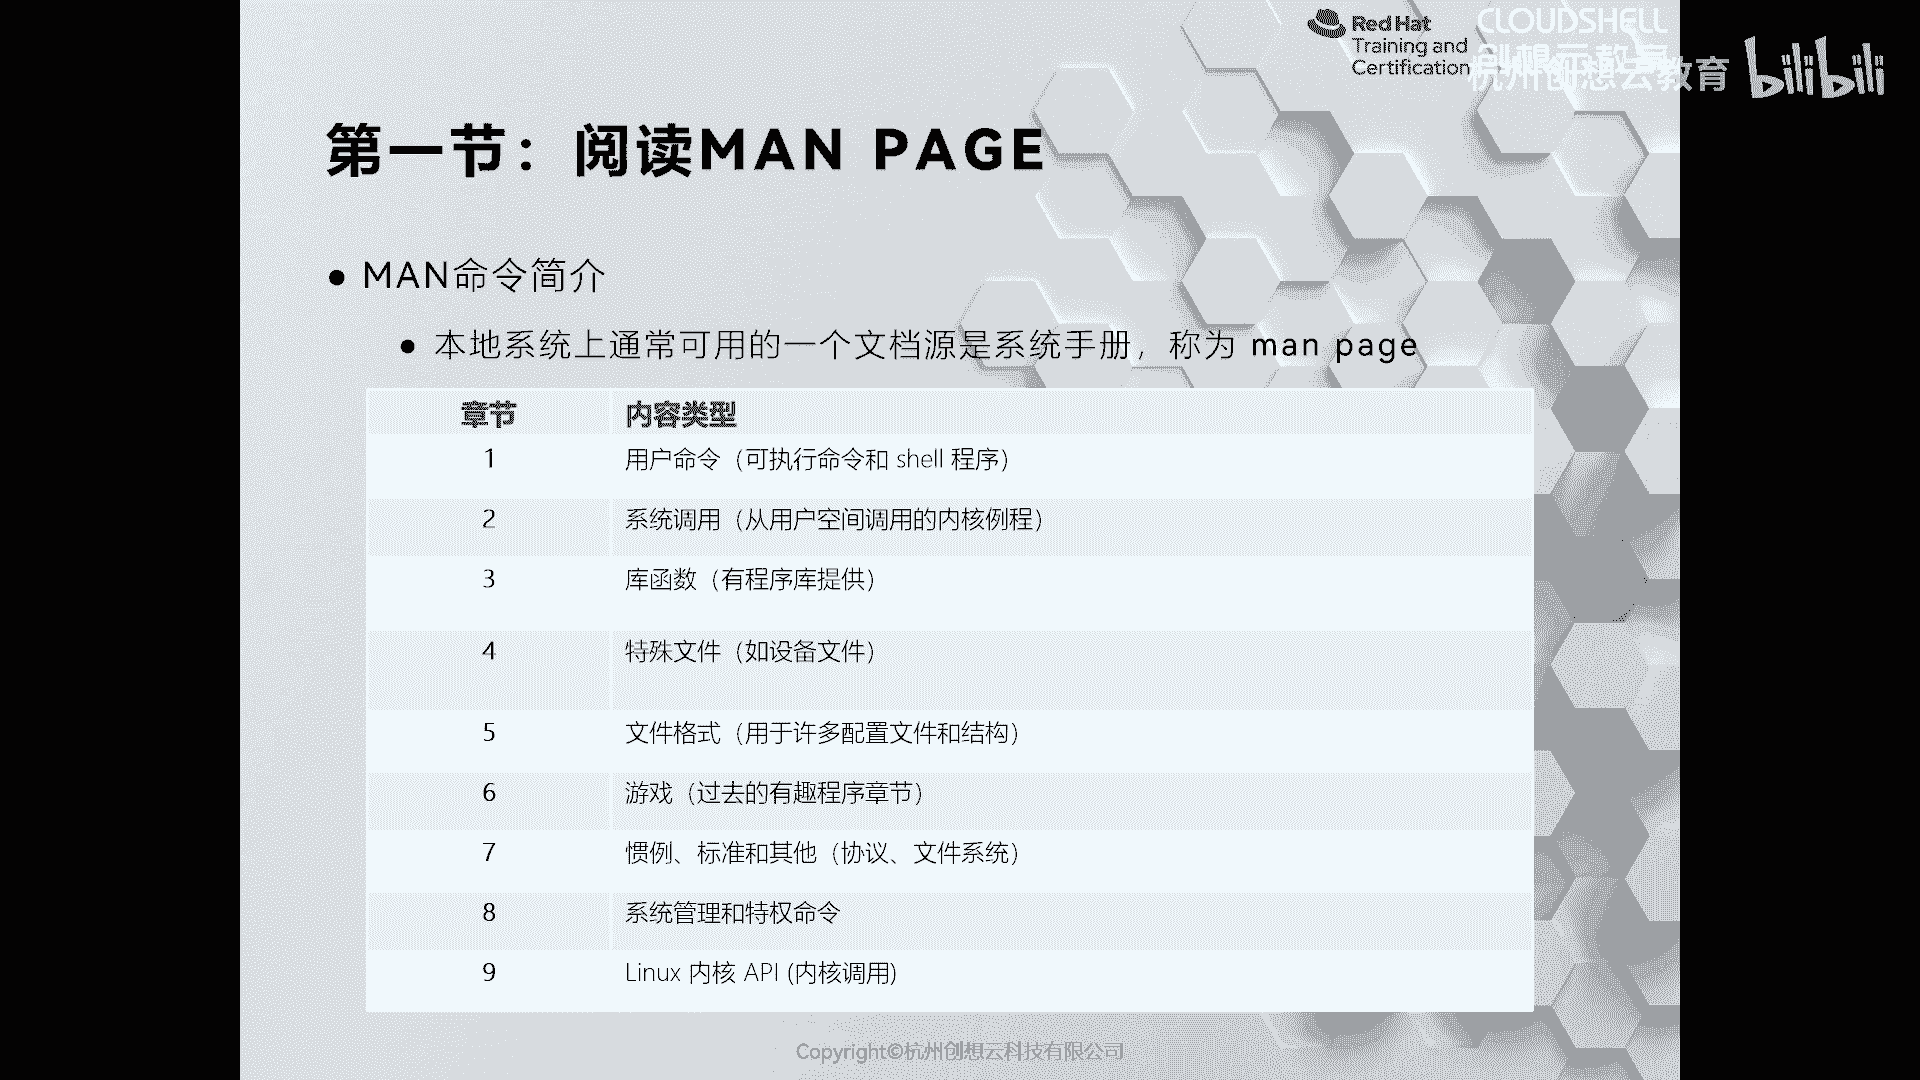 Red Hat
Training and
Certification
CLOUDSHELL
创想云教育
杭州创想云教育 bilibili
第一节：阅读MAN PAGE
● MAN命令简介
● 本地系统上通常可用的一个文档源是系统手册，称为 man page
章节 内容类型
1 用户命令（可执行命令和 shell 程序）
2 系统调用（从用户空间调用的内核例程）
3 库函数（有程序库提供）
4 特殊文件（如设备文件）
5 文件格式（用于许多配置文件和结构）
6 游戏（过去的有趣程序章节）
7 惯例、标准和其他（协议、文件系统）
8 系统管理和特权命令
9 Linux 内核 API (内核调用)
Copyright©杭州创想云科技有限公司